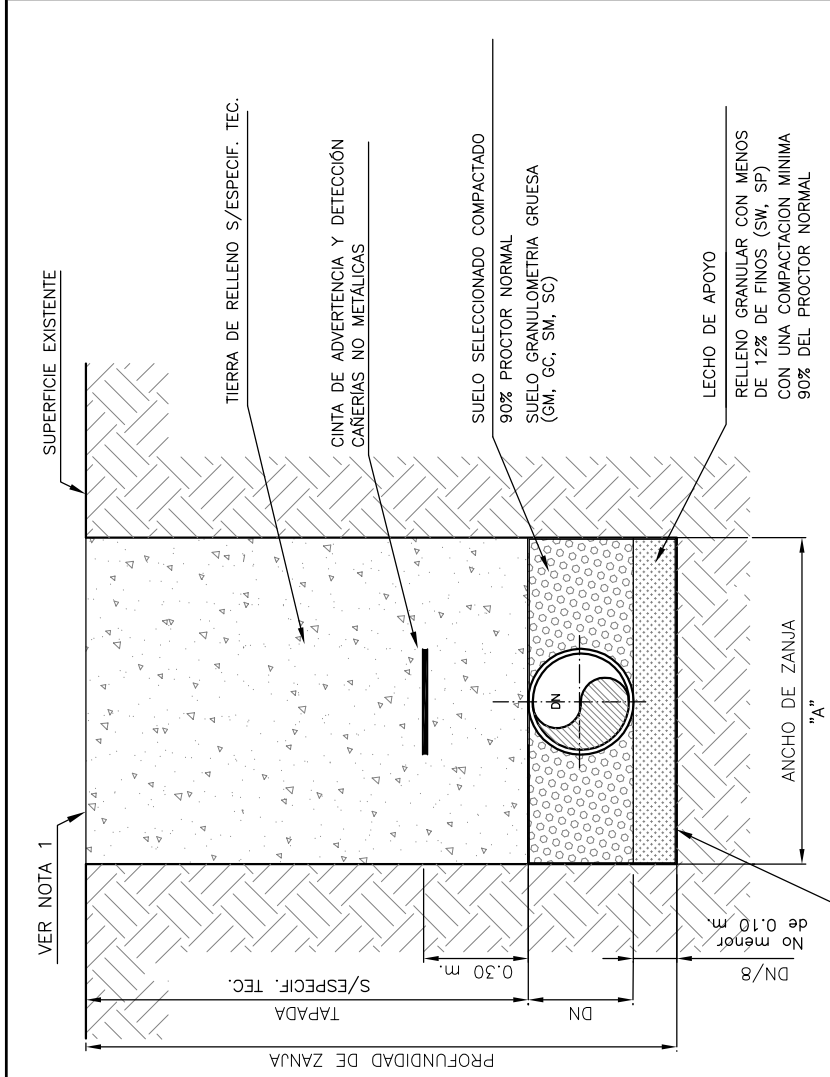 VER NOTA 1
SUPERFICIE EXISTENTE
TIERRA DE RELLENO S/ESPECIF. TEC.
CINTA DE ADVERTENCIA Y DETECCIÓN
CAÑERÍAS NO METÁLICAS
SUELO SELECCIONADO COMPACTADO
90% PROCTOR NORMAL
SUELO GRANULOMETRIA GRUESA
(GM, GC, SM, SC)
LECHO DE APOYO
RELLENO GRANULAR CON MENOS
DE 12% DE FINOS (SW, SP)
CON UNA COMPACTACION MINIMA
90% DEL PROCTOR NORMAL
PROFUNDIDAD DE ZANJA
TAPADA
S/ESPECIF. TEC.
0.30 m.
DN
DN
DN/8
No menor
de 0.10 m.
ANCHO DE ZANJA
"A"